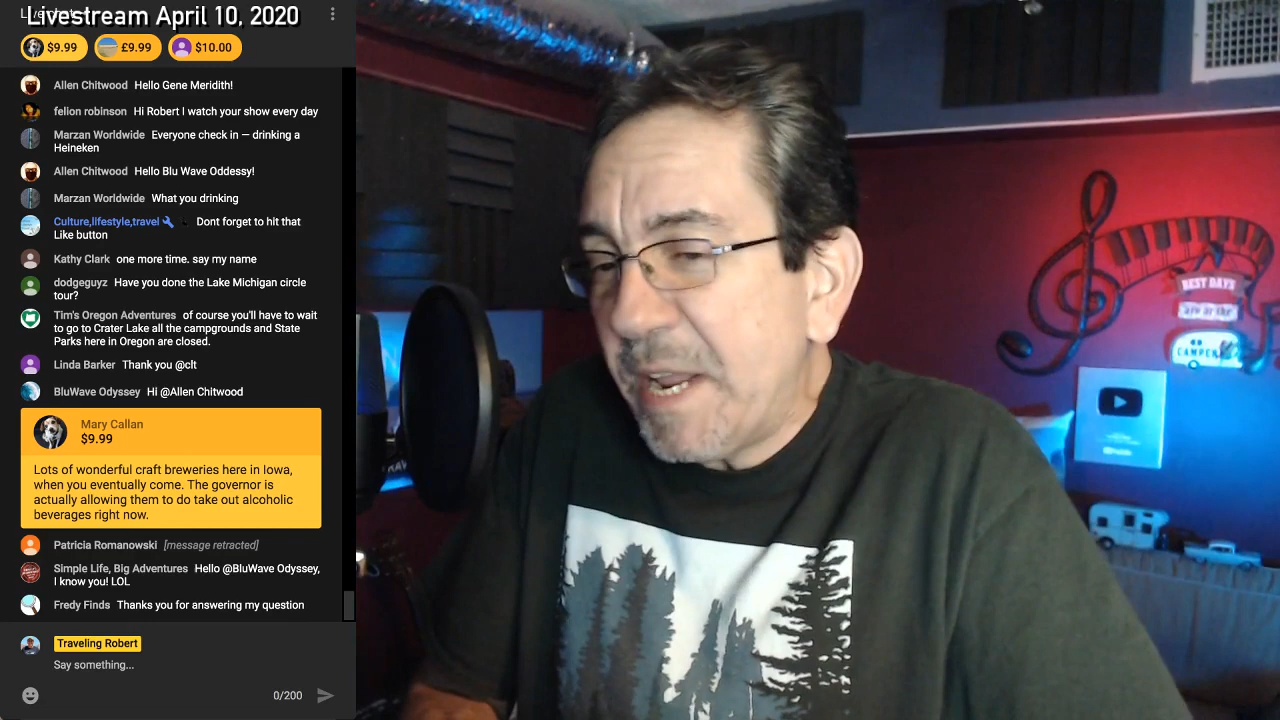 Livestream April 10, 2020
$9.99
£9.99
$10.00
Allen Chitwood Hello Gene Meridith!
felion robinson Hi Robert I watch your show every day
Marzan Worldwide Everyone check in – drinking a
Heineken
Allen Chitwood Hello Blu Wave Oddessy!
Marzan Worldwide What you drinking
Culture,lifestyle,travel Dont forget to hit that
Like button
Kathy Clark one more time. say my name
dodgeguyz Have you done the Lake Michigan circle
tour?
Tim's Oregon Adventures of course you'll have to wait
to go to Crater Lake all the campgrounds and State
Parks here in Oregon are closed.
Linda Barker Thank you @clt
BluWave Odyssey Hi @Allen Chitwood
Mary Callan
$9.99
Lots of wonderful craft breweries here in Iowa,
when you eventually come. The governor is
actually allowing them to do take out alcoholic
beverages right now.
Patricia Romanowski [message retracted]
Simple Life, Big Adventures Hello @BluWave Odyssey,
I know you! LOL
Fredy Finds Thanks you for answering my question
Traveling Robert
Say something...
0/200
BEST DAYS
are at the
CAMPER